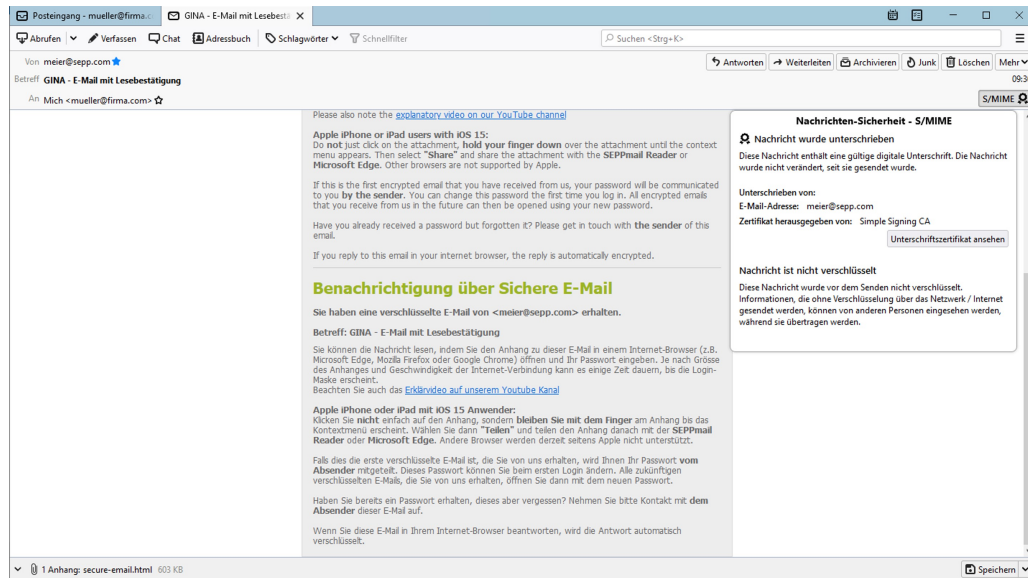 Posteingang - mueller@firma.c
GINA - E-Mail mit Lesebestä
Abrufen
Verfassen
Chat
Adressbuch
Schlagwörter
Schnellfilter
Suchen <Strg+K>
Von meier@sepp.com
Antworten
Weiterleiten
Archivieren
Junk
Löschen
Mehr
Betreff GINA - E-Mail mit Lesebestätigung
09:3
An Mich <mueller@firma.com>
S/MIME
Please also note the explanatory video on our YouTube channel
Apple iPhone or iPad users with iOS 15:
Do not just click on the attachment, hold your finger down over the attachment until the context
menu appears. Then select "Share" and share the attachment with the SEPPmail Reader or
Microsoft Edge. Other browsers are not supported by Apple.
If this is the first encrypted email that you have received from us, your password will be communicated
to you by the sender. You can change this password the first time you log in. All encrypted emails
that you receive from us in the future can then be opened using your new password.
Have you already received a password but forgotten it? Please get in touch with the sender of this
email.
If you reply to this email in your internet browser, the reply is automatically encrypted.
Benachrichtigung über Sichere E-Mail
Sie haben eine verschlüsselte E-Mail von <meier@sepp.com> erhalten.
Betreff: GINA - E-Mail mit Lesebestätigung
Sie können die Nachricht lesen, indem Sie den Anhang zu dieser E-Mail in einem Internet-Browser (z.B.
Microsoft Edge, Mozilla Firefox oder Google Chrome) öffnen und Ihr Passwort eingeben. Je nach Grösse
des Anhanges und Geschwindigkeit der Internet-Verbindung kann es einige Zeit dauern, bis die Login-
Maske erscheint.
Beachten Sie auch das Erklärvideo auf unserem Youtube Kanal
Apple iPhone oder iPad mit iOS 15 Anwender:
Klicken Sie nicht einfach auf den Anhang, sondern bleiben Sie mit dem Finger am Anhang bis das
Kontextmenü erscheint. Wählen Sie dann "Teilen" und teilen den Anhang danach mit der SEPPmail
Reader oder Microsoft Edge. Andere Browser werden derzeit seitens Apple nicht unterstützt.
Falls dies die erste verschlüsselte E-Mail ist, die Sie von uns erhalten, wird Ihnen Ihr Passwort vom
Absender mitgeteilt. Dieses Passwort können Sie beim ersten Login ändern. Alle zukünftigen
verschlüsselten E-Mails, die Sie von uns erhalten, öffnen Sie dann mit dem neuen Passwort.
Haben Sie bereits ein Passwort erhalten, dieses aber vergessen? Nehmen Sie bitte Kontakt mit dem
Absender dieser E-Mail auf.
Wenn Sie diese E-Mail in Ihrem Internet-Browser beantworten, wird die Antwort automatisch
verschlüsselt.
Nachrichten-Sicherheit - S/MIME
Nachricht wurde unterschrieben
Diese Nachricht enthält eine gültige digitale Unterschrift. Die Nachricht
wurde nicht verändert, seit sie gesendet wurde.
Unterschrieben von:
E-Mail-Adresse: meier@sepp.com
Zertifikat herausgegeben von: Simple Signing CA
Unterschriftszertifikat ansehen
Nachricht ist nicht verschlüsselt
Diese Nachricht wurde vor dem Senden nicht verschlüsselt.
Informationen, die ohne Verschlüsselung über das Netzwerk / Internet
gesendet werden, können von anderen Personen eingesehen werden,
während sie übertragen werden.
1 Anhang: secure-email.html 603 KB
Speichern